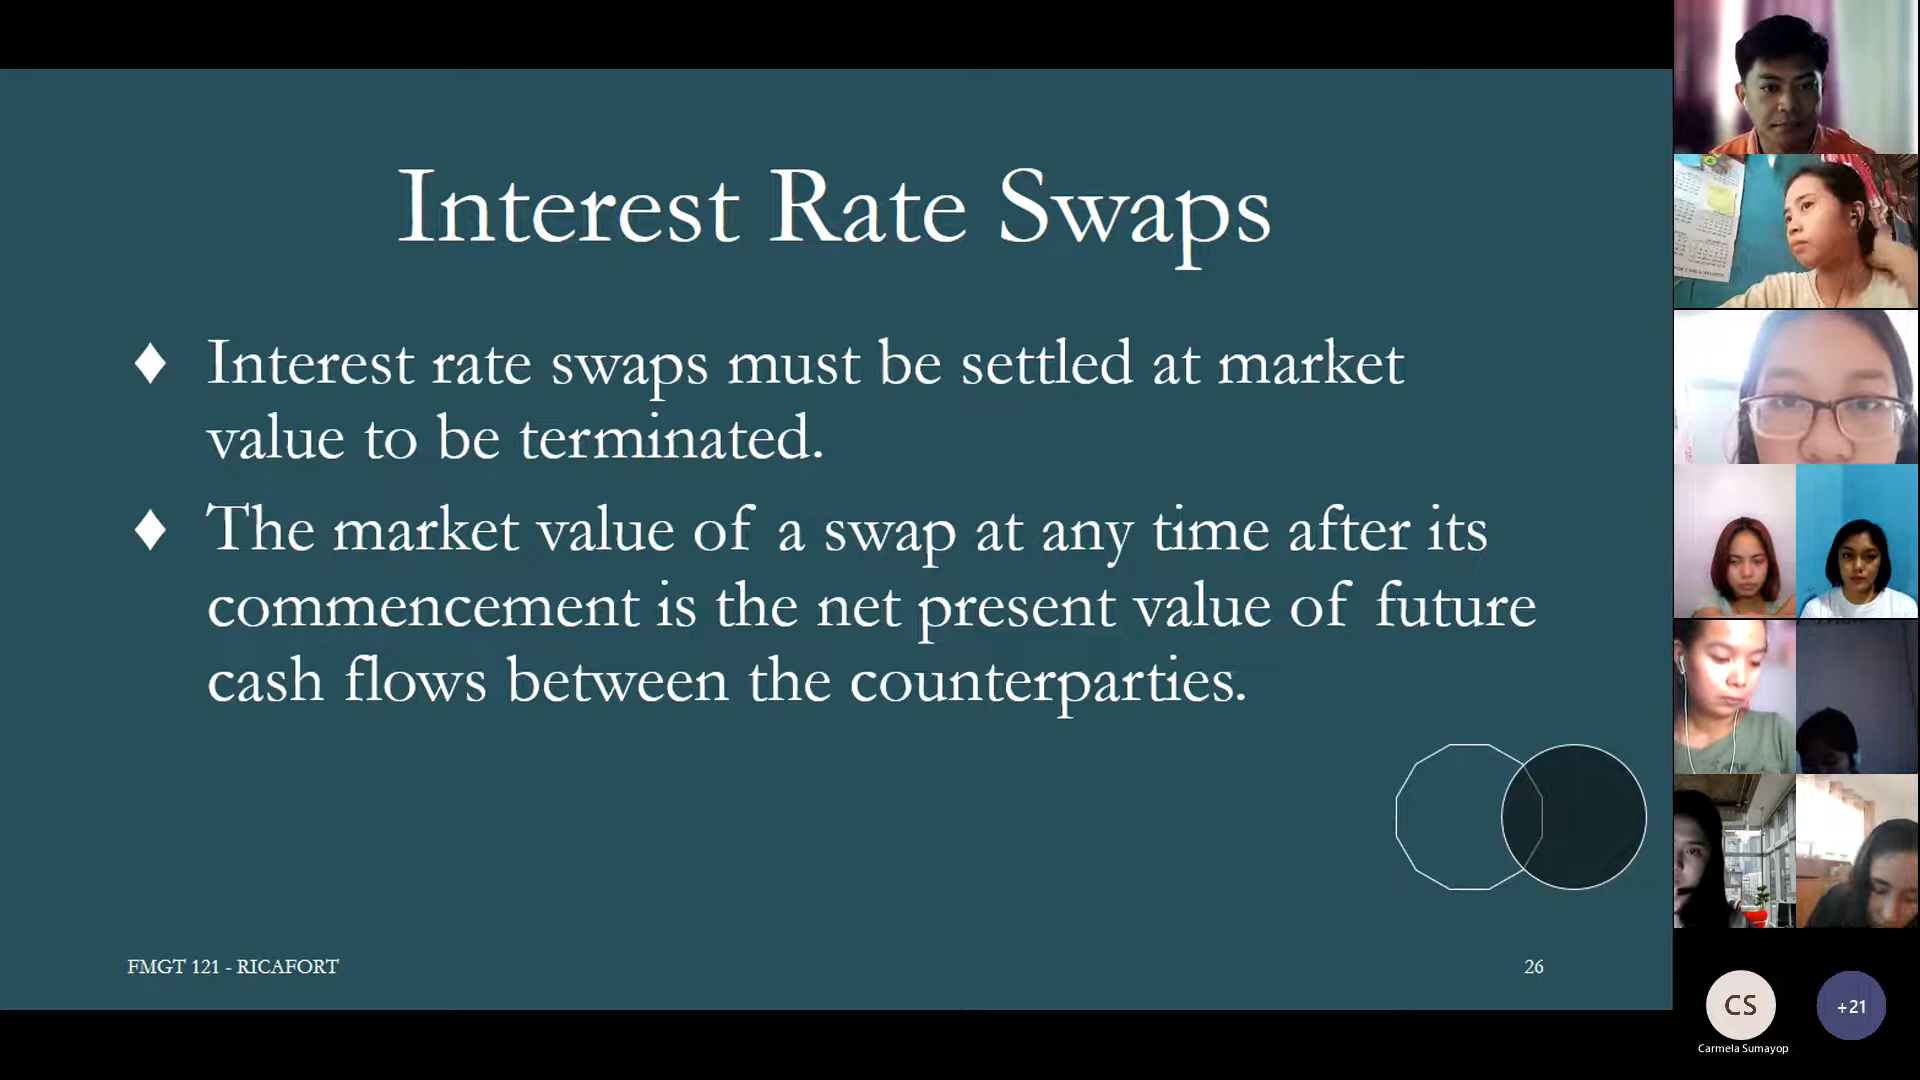 Interest Rate Swaps
♦ Interest rate swaps must be settled at market
value to be terminated.
♦ The market value of a swap at any time after its
commencement is the net present value of future
cash flows between the counterparties.
FMGT 121 - RICAFORT
26
CS
+21
Carmela Sumayop